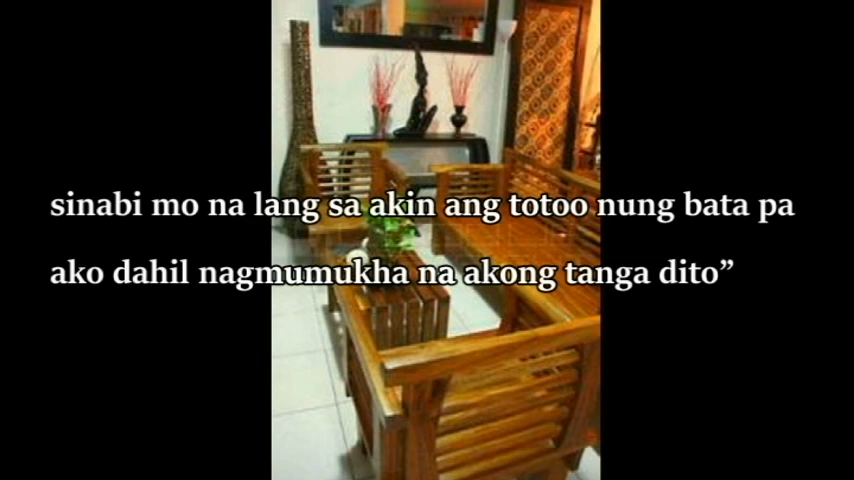 sinabi mo na lang sa akin ang totoo nung bata pa
ako dahil nagmumukha na akong tanga dito”